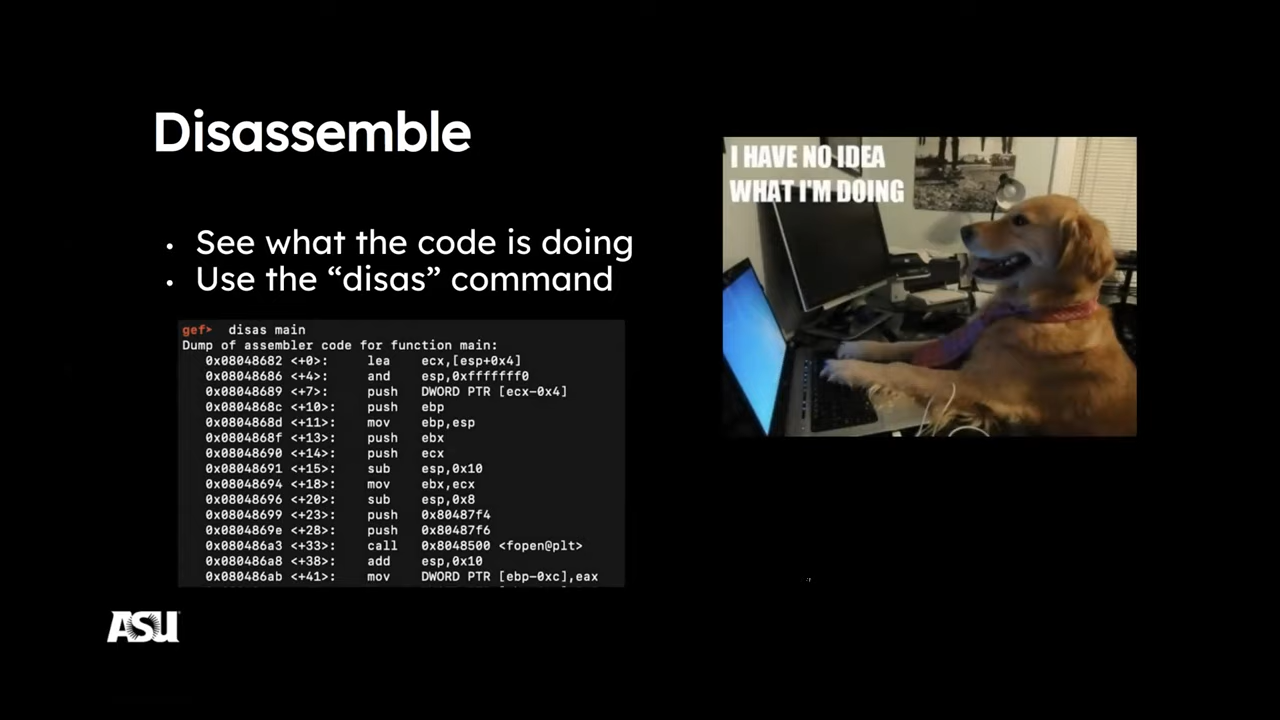 Disassemble
• See what the code is doing
• Use the “disas” command
gef➤ disas main
Dump of assembler code for function main:
0x08048682 <+0>: lea ecx,[esp+0x4]
0x08048686 <+4>: and esp,0xfffffff0
0x08048689 <+7>: push DWORD PTR [ecx-0x4]
0x0804868c <+10>: push ebp
0x0804868d <+11>: mov ebp,esp
0x0804868f <+13>: push ebx
0x08048690 <+14>: push ecx
0x08048691 <+15>: sub esp,0x10
0x08048694 <+18>: mov ebx,ecx
0x08048696 <+20>: sub esp,0x8
0x08048699 <+23>: push 0x80487f4
0x0804869e <+28>: push 0x80487f6
0x080486a3 <+33>: call 0x8048500 <fopen@plt>
0x080486a8 <+38>: add esp,0x10
0x080486ab <+41>: mov DWORD PTR [ebp-0xc],eax
I HAVE NO IDEA
WHAT I'M DOING
ASU